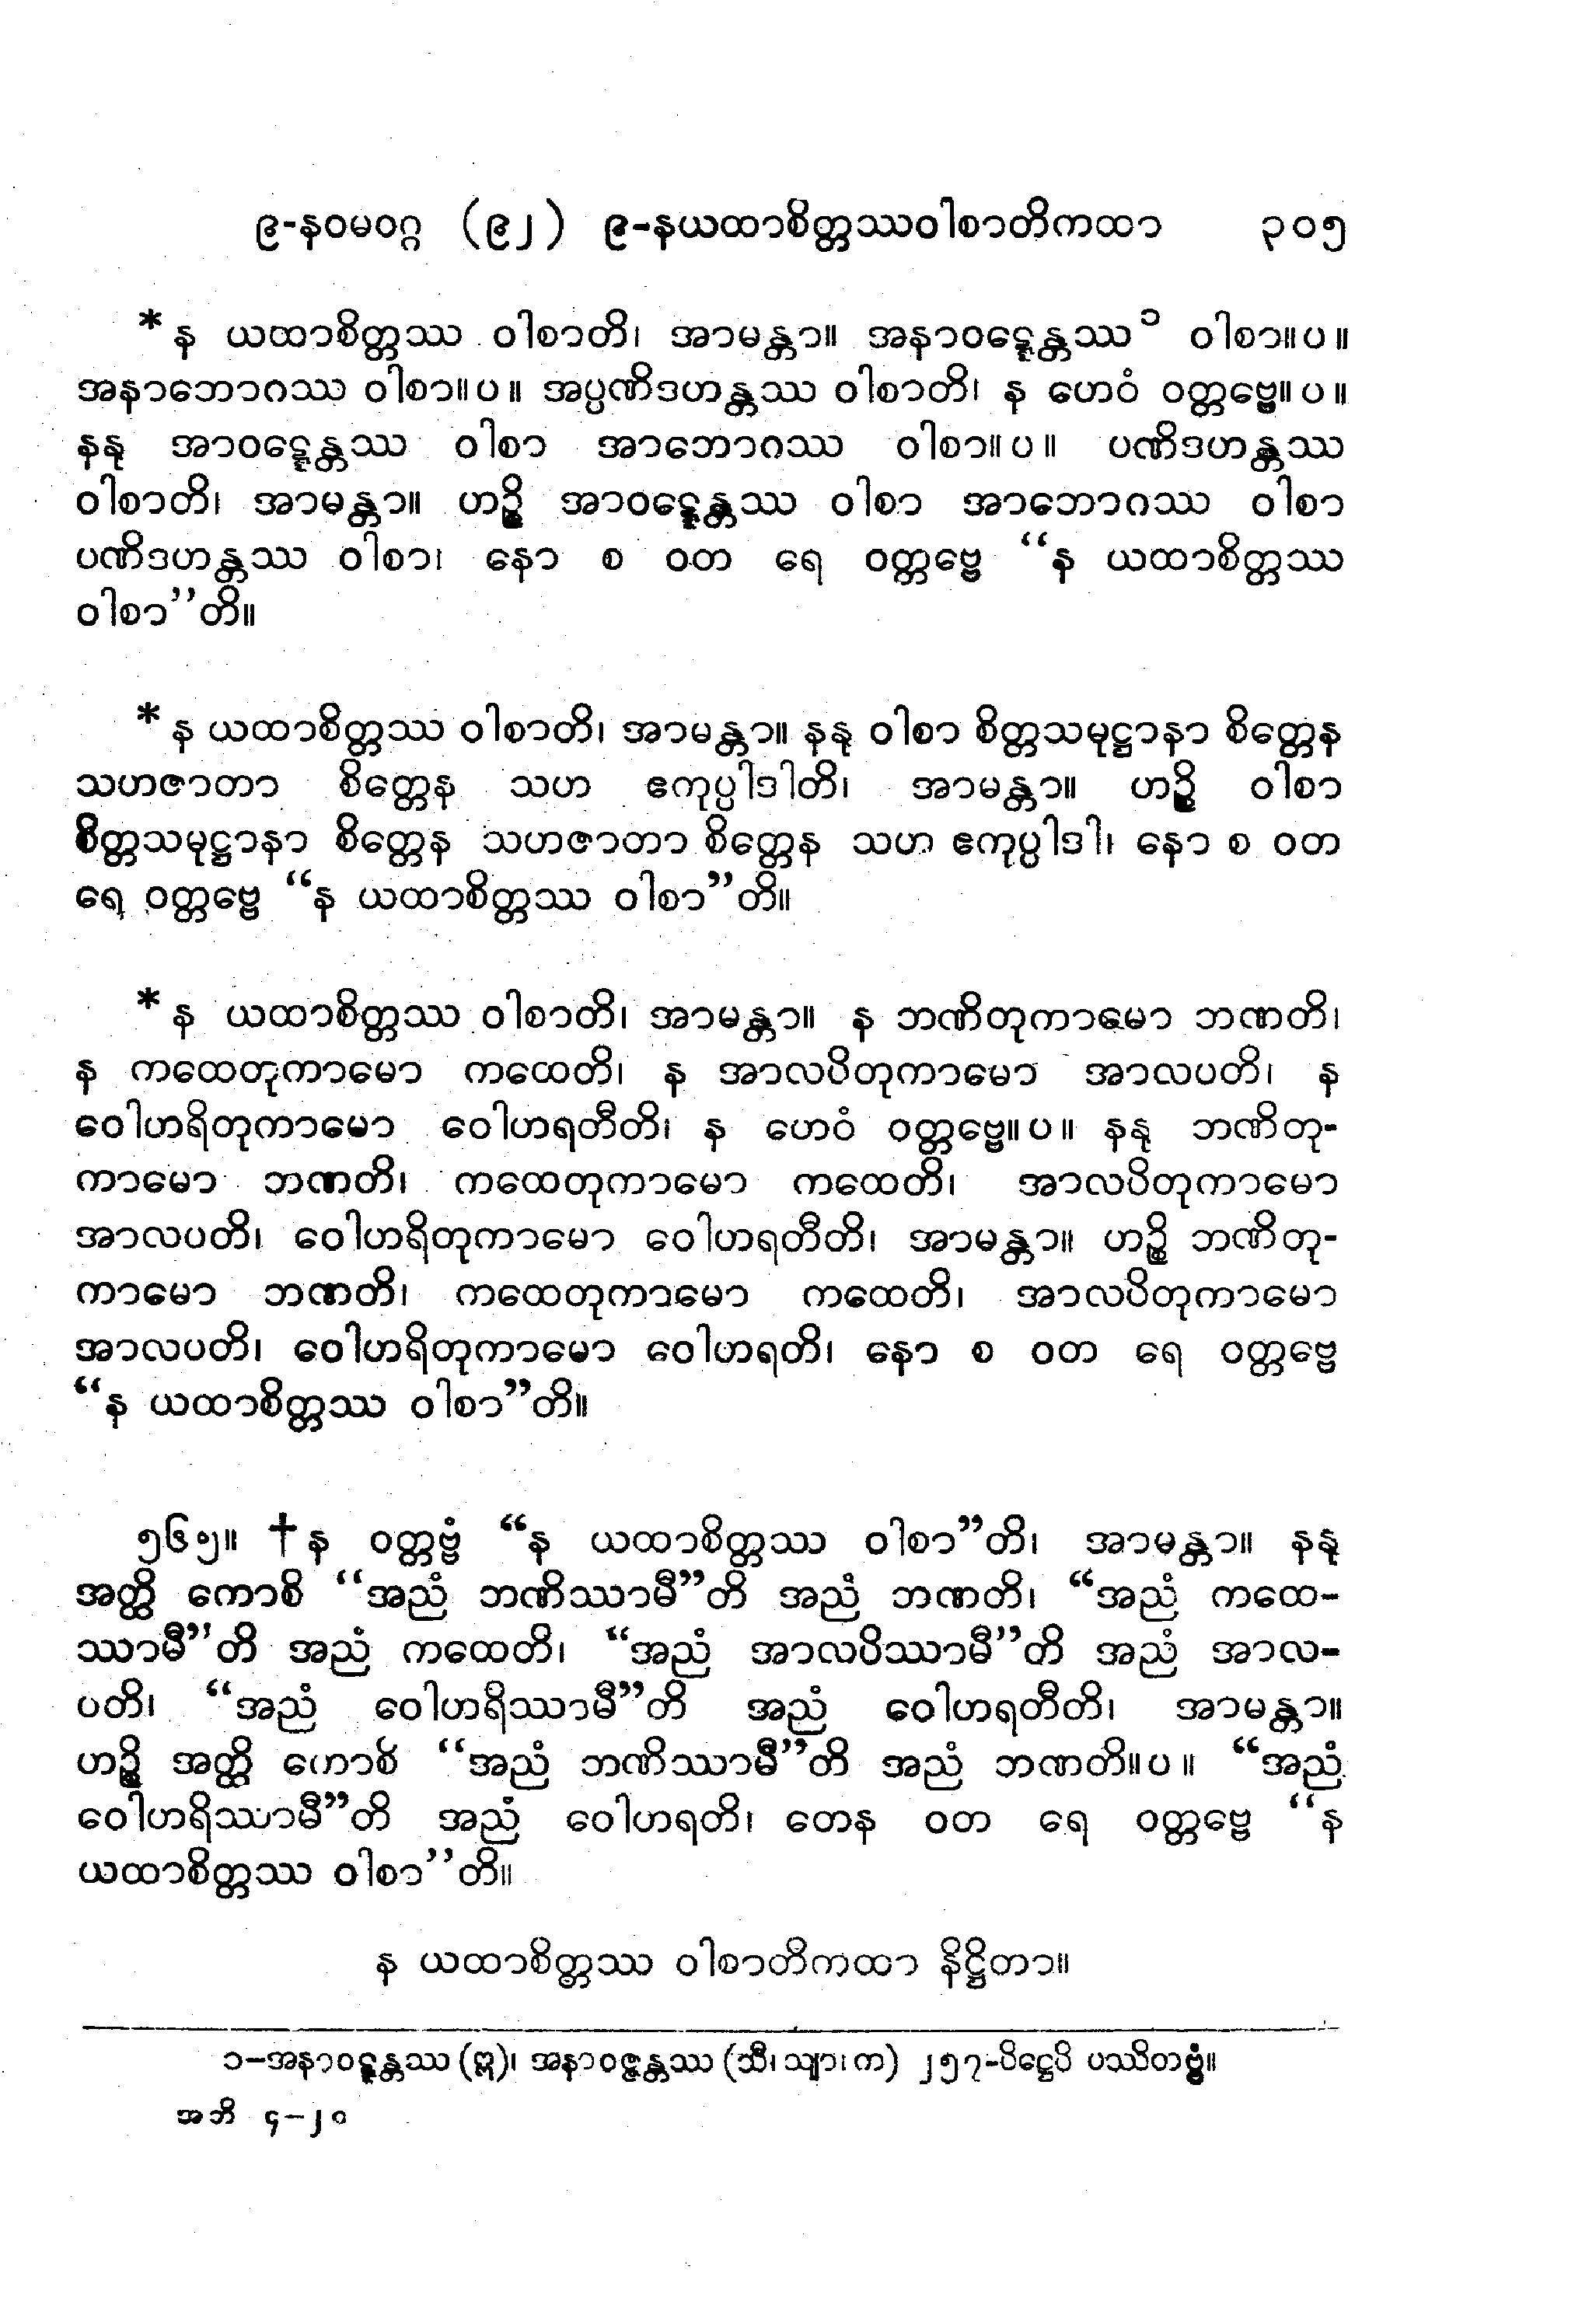 ၉-နဝမဝဂ္ဂ (၉၂) ၉-နယထာစိတ္တဿဝါစာတိကထာ ၃၀၅
*န ယထာစိတ္တဿ ဝါစာတိ၊ အာမန္တာ။ အနာဝဋ္ဋေန္တဿ၁ ဝါစာ။ပ။
အနာဘောဂဿ ဝါစာ။ပ။ အပ္ပဏိဒဟန္တဿ ဝါစာတိ၊ န ဟေဝံ ဝတ္တဗ္ဗေ။ပ။
နနု အာဝဋ္ဋေန္တဿ ဝါစာ အာဘောဂဿ ဝါစာ။ပ။ ပဏိဒဟန္တဿ
ဝါစာတိ၊ အာမန္တာ။ ဟဉ္စိ အာဝဋ္ဋေန္တဿ ဝါစာ အာဘောဂဿ ဝါစာ
ပဏိဒဟန္တဿ ဝါစာ၊ နော စ ဝတ ရေ ဝတ္တဗ္ဗေ “န ယထာစိတ္တဿ
ဝါစာ”တိ။
*န ယထာစိတ္တဿ ဝါစာတိ၊ အာမန္တာ။ နနု ဝါစာ စိတ္တသမုဋ္ဌာနာ စိတ္တေန
သဟဇာတာ စိတ္တေန သဟ ဧကုပ္ပါဒါတိ၊ အာမန္တာ။ ဟဉ္စိ ဝါစာ
စိတ္တသမုဋ္ဌာနာ စိတ္တေန သဟဇာတာ စိတ္တေန သဟ ဧကုပ္ပါဒါ၊ နော စ ဝတ
ရေ ဝတ္တဗ္ဗေ “န ယထာစိတ္တဿ ဝါစာ”တိ။
*န ယထာစိတ္တဿ ဝါစာတိ၊ အာမန္တာ။ န ဘဏိတုကာမော ဘဏတိ၊
န ကထေတုကာမော ကထေတိ၊ န အာလပိတုကာမော အာလပတိ၊ န
ဝေါဟရိတုကာမော ဝေါဟရတီတိ၊ န ဟေဝံ ဝတ္တဗ္ဗေ။ပ။ နနု ဘဏိတု-
ကာမော ဘဏတိ၊ ကထေတုကာမော ကထေတိ၊ အာလပိတုကာမော
အာလပတိ၊ ဝေါဟရိတုကာမော ဝေါဟရတီတိ၊ အာမန္တာ။ ဟဉ္စိ ဘဏိတု-
ကာမော ဘဏတိ၊ ကထေတုကာမော ကထေတိ၊ အာလပိတုကာမော
အာလပတိ၊ ဝေါဟရိတုကာမော ဝေါဟရတိ၊ နော စ ဝတ ရေ ဝတ္တဗ္ဗေ
“န ယထာစိတ္တဿ ဝါစာ”တိ။
၅၆၅။ †န ဝတ္တဗ္ဗံ “န ယထာစိတ္တဿ ဝါစာ”တိ၊ အာမန္တာ။ နနု
အတ္ထိ ကောစိ “အညံ ဘဏိဿာမီ”တိ အညံ ဘဏတိ၊ “အညံ ကထေ-
ဿာမီ”တိ အညံ ကထေတိ၊ “အညံ အာလပိဿာမီ”တိ အညံ အာလ-
ပတိ၊ “အညံ ဝေါဟရိဿာမီ”တိ အညံ ဝေါဟရတီတိ၊ အာမန္တာ။
ဟဉ္စိ အတ္ထိ ကောစိ “အညံ ဘဏိဿာမီ”တိ အညံ ဘဏတိ။ပ။ “အညံ
ဝေါဟရိဿာမီ”တိ အညံ ဝေါဟရတိ၊ တေန ဝတ ရေ ဝတ္တဗ္ဗေ “န
ယထာစိတ္တဿ ဝါစာ”တိ။
န ယထာစိတ္တဿ ဝါစာတိကထာ နိဋ္ဌိတာ။
၁-အနာဝဋ္ဋန္တဿ (ဣ)၊ အနာဝဇ္ဇန္တဿ (သီ၊ သျာ၊ က) ၂၅၇-ပိဋ္ဌေပိ ပဿိတဗ္ဗံ။
အဘိ ၄-၂၀